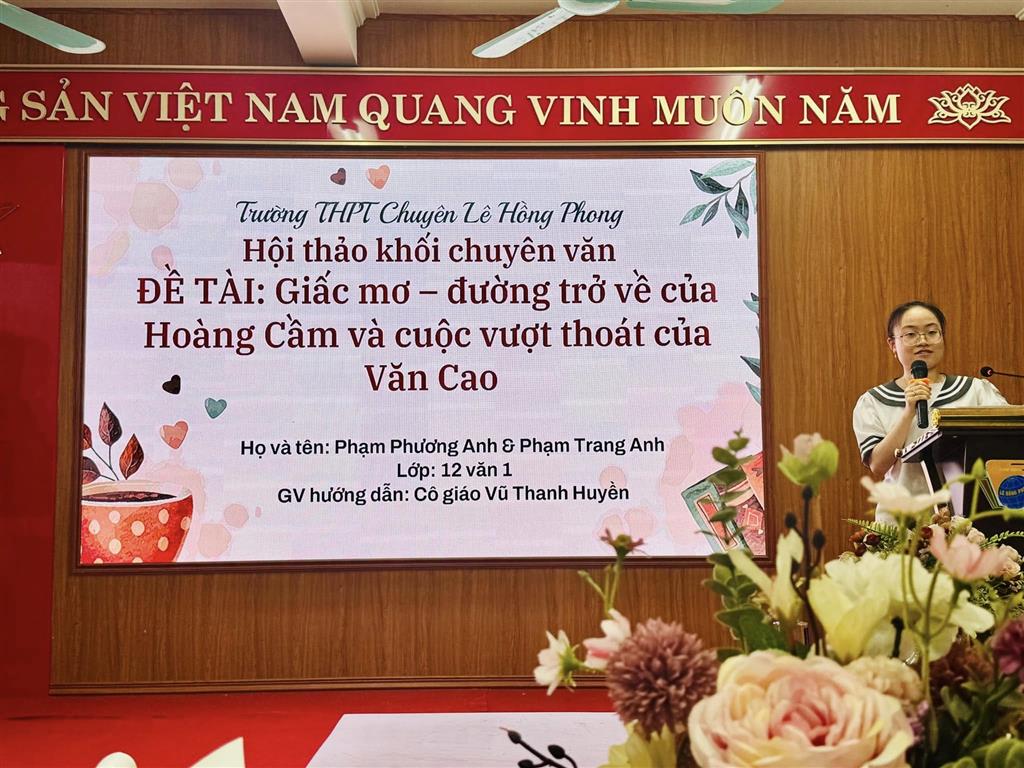 SẢN VIỆT NAM QUANG VINH MUÔN NĂM
Trường THPT Chuyên Lê Hồng Phong
Hội thảo khối chuyên văn
ĐỀ TÀI: Giấc mơ – đường trở về của
Hoàng Cầm và cuộc vượt thoát của
Văn Cao
Họ và tên: Phạm Phương Anh & Phạm Trang Anh
Lớp: 12 văn 1
GV hướng dẫn: Cô giáo Vũ Thanh Huyền